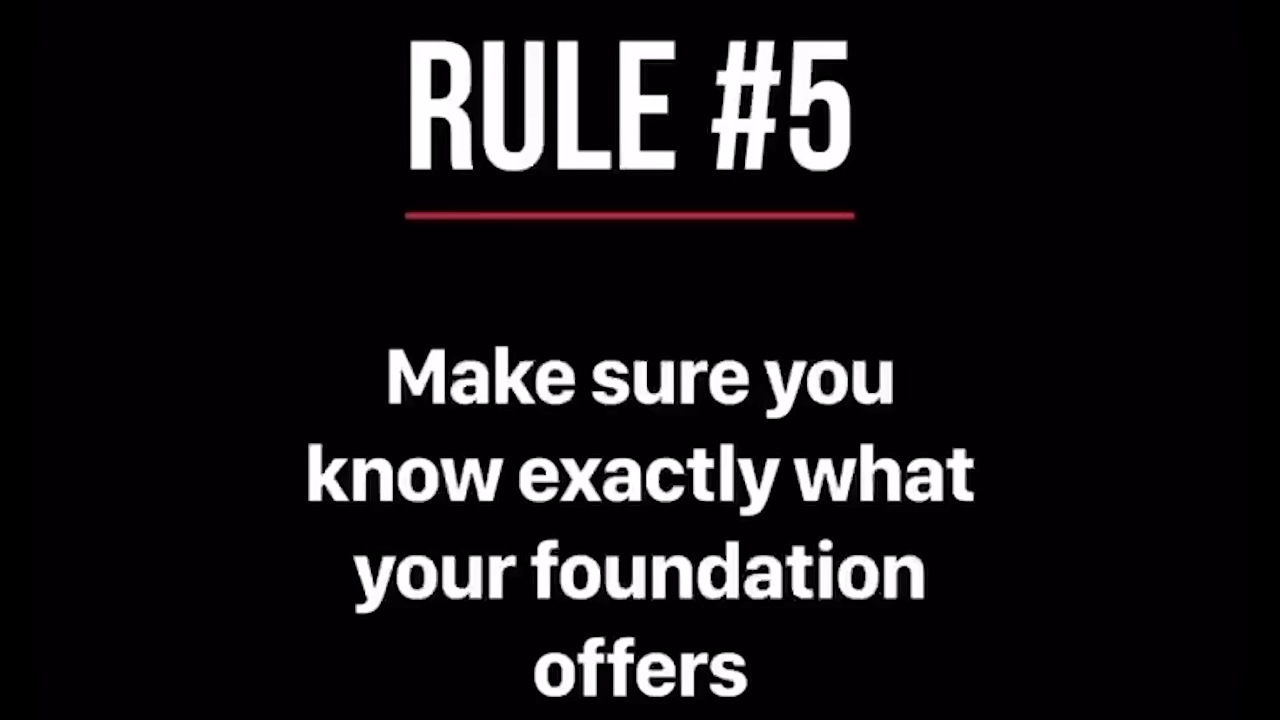 RULE #5
Make sure you
know exactly what
your foundation
offers